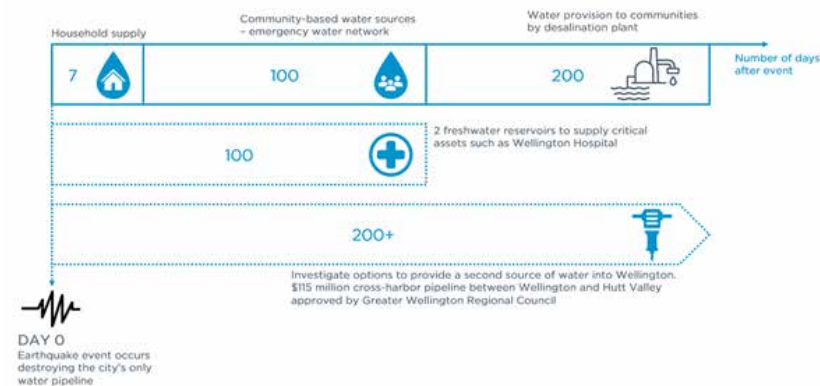 Household supply
Community-based water sources
– emergency water network
Water provision to communities
by desalination plant
7
100
200
Number of days
after event
100
2 freshwater reservoirs to supply critical
assets such as Wellington Hospital
200+
Investigate options to provide a second source of water into Wellington.
$115 million cross-harbor pipeline between Wellington and Hutt Valley
approved by Greater Wellington Regional Council
DAY 0
Earthquake event occurs
destroying the city's only
water pipeline